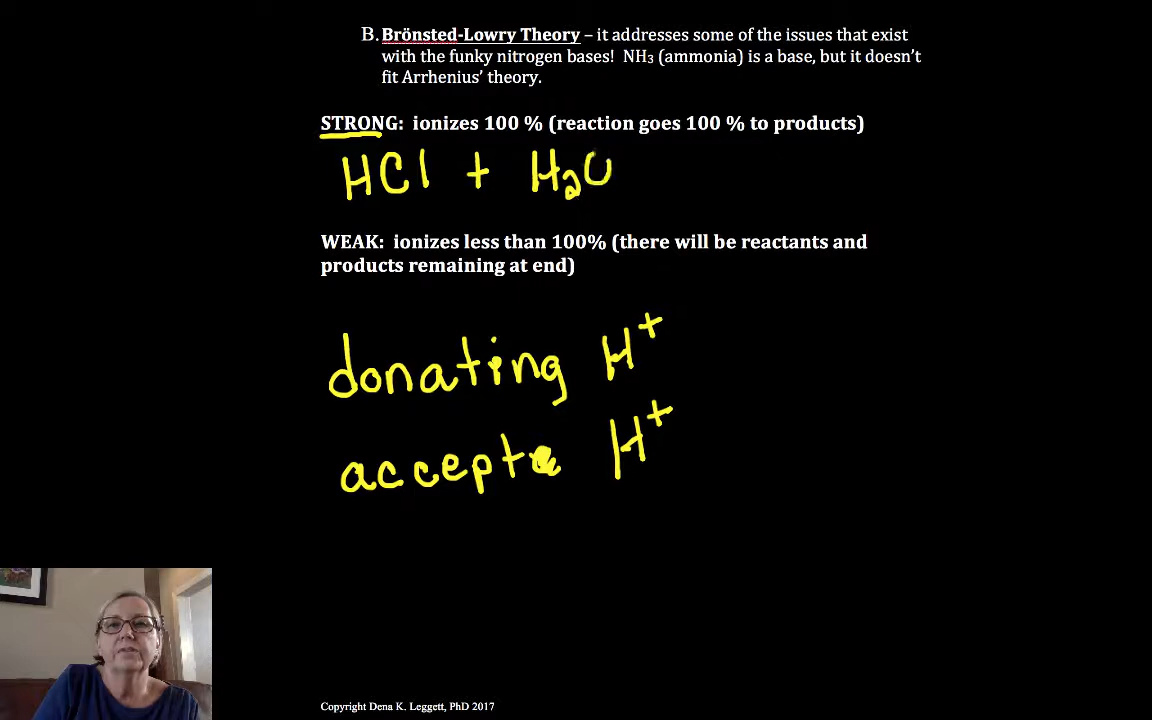 B. Brönsted-Lowry Theory – it addresses some of the issues that exist
with the funky nitrogen bases! NH₃ (ammonia) is a base, but it doesn't
fit Arrhenius' theory.
STRONG: ionizes 100 % (reaction goes 100 % to products)
HCl + H₂O
WEAK: ionizes less than 100% (there will be reactants and
products remaining at end)
donating H⁺
accept H⁺
Copyright Dena K. Leggett, PhD 2017